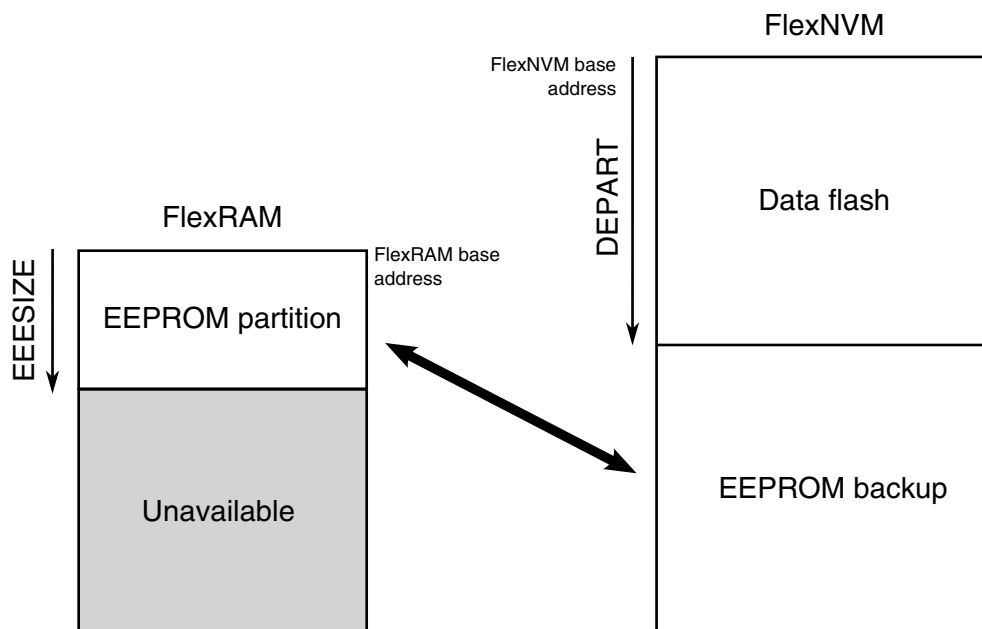 FlexNVM
FlexNVM base
address
DEPART
Data flash
FlexRAM
FlexRAM base
address
EEESIZE
EEPROM partition
EEPROM backup
Unavailable